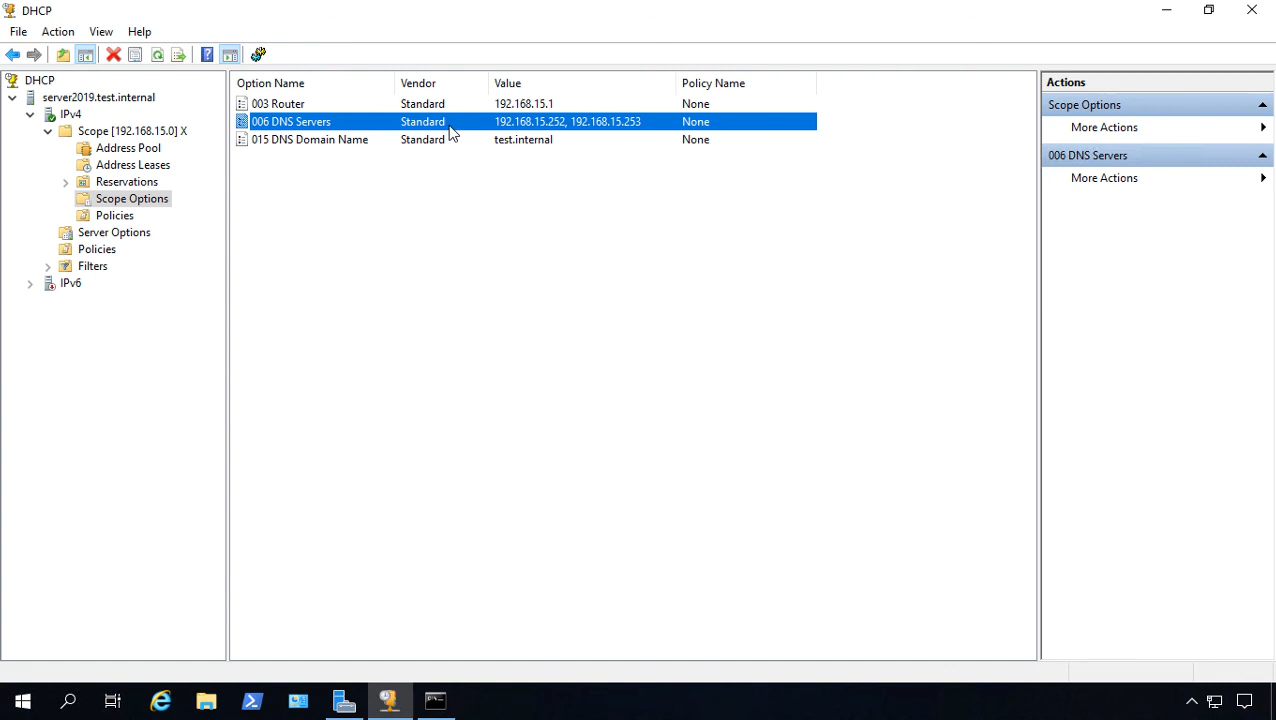 DHCP
File Action View Help
DHCP
server2019.test.internal
IPv4
Scope [192.168.15.0] X
Address Pool
Address Leases
Reservations
Scope Options
Policies
Server Options
Policies
Filters
IPv6
Option Name Vendor Value Policy Name
003 Router Standard 192.168.15.1 None
006 DNS Servers Standard 192.168.15.252, 192.168.15.253 None
015 DNS Domain Name Standard test.internal None
Actions
Scope Options
More Actions
006 DNS Servers
More Actions